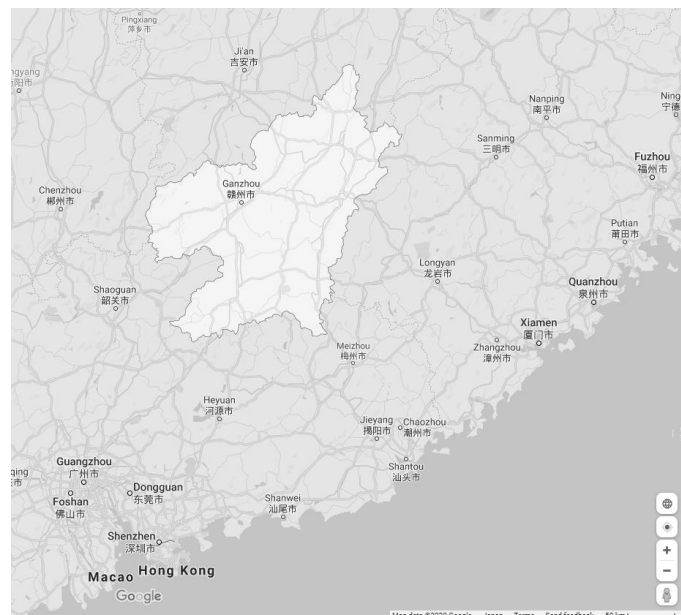 Pingxiang
萍乡市
Ji'an
吉安市
Nanping
南平市
Sanming
三明市
Fuzhou
福州市
Ganzhou
赣州市
Chenzhou
郴州市
Putian
莆田市
Longyan
龙岩市
Quanzhou
泉州市
Shaoguan
韶关市
Xiamen
厦门市
Zhangzhou
漳州市
Meizhou
梅州市
Heyuan
河源市
Jieyang
揭阳市
Chaozhou
潮州市
Guangzhou
广州市
Shantou
汕头市
Dongguan
东莞市
Foshan
佛山市
Shanwei
汕尾市
Shenzhen
深圳市
Hong Kong
Macao
Google